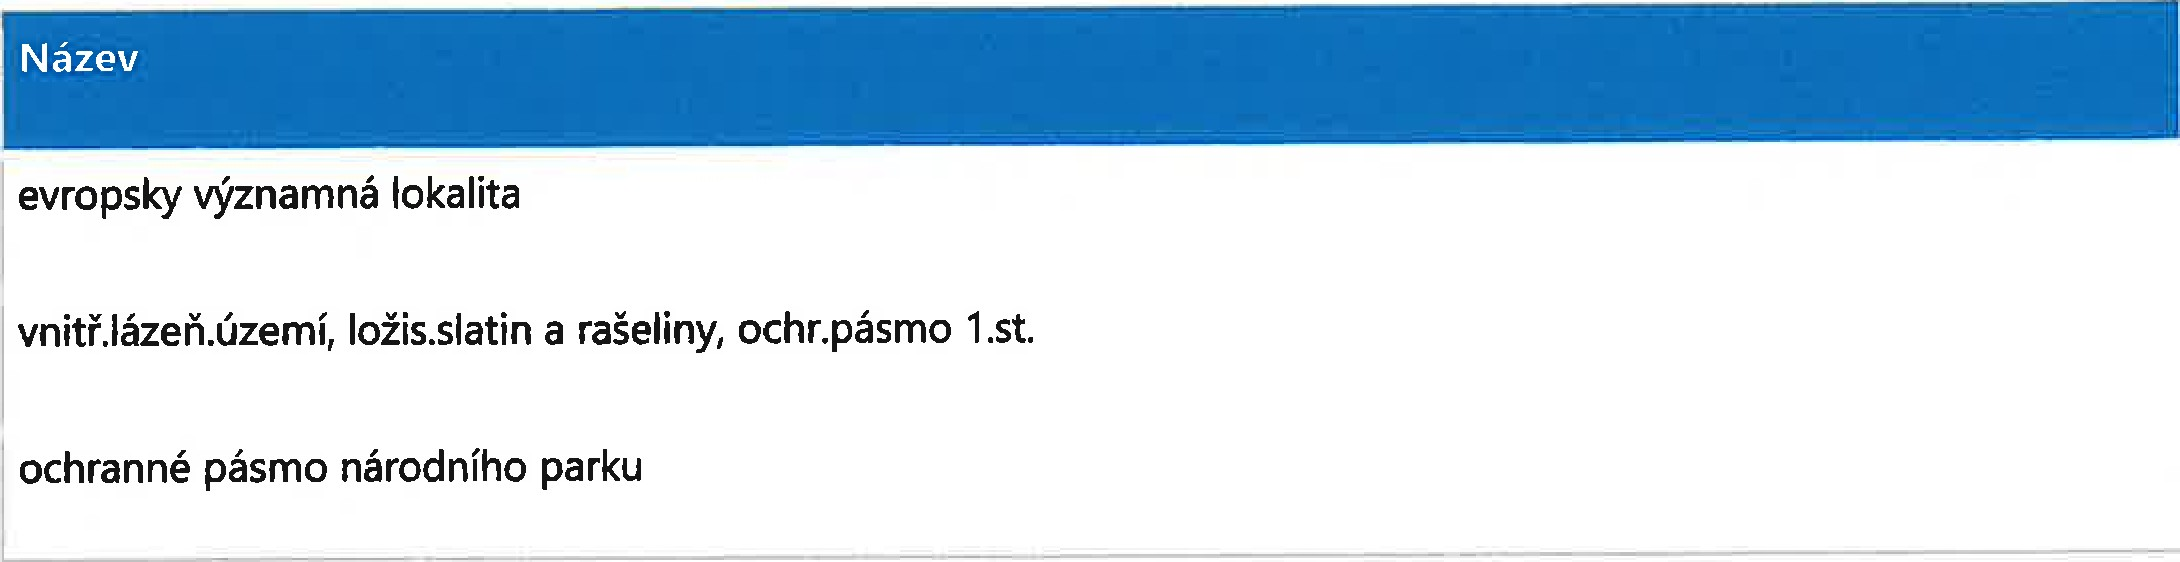 Název
evropsky významná lokalita
vnitř.lázeň.území, ložis.slatin a rašeliny, ochr.pásmo 1.st.
ochranné pásmo národního parku